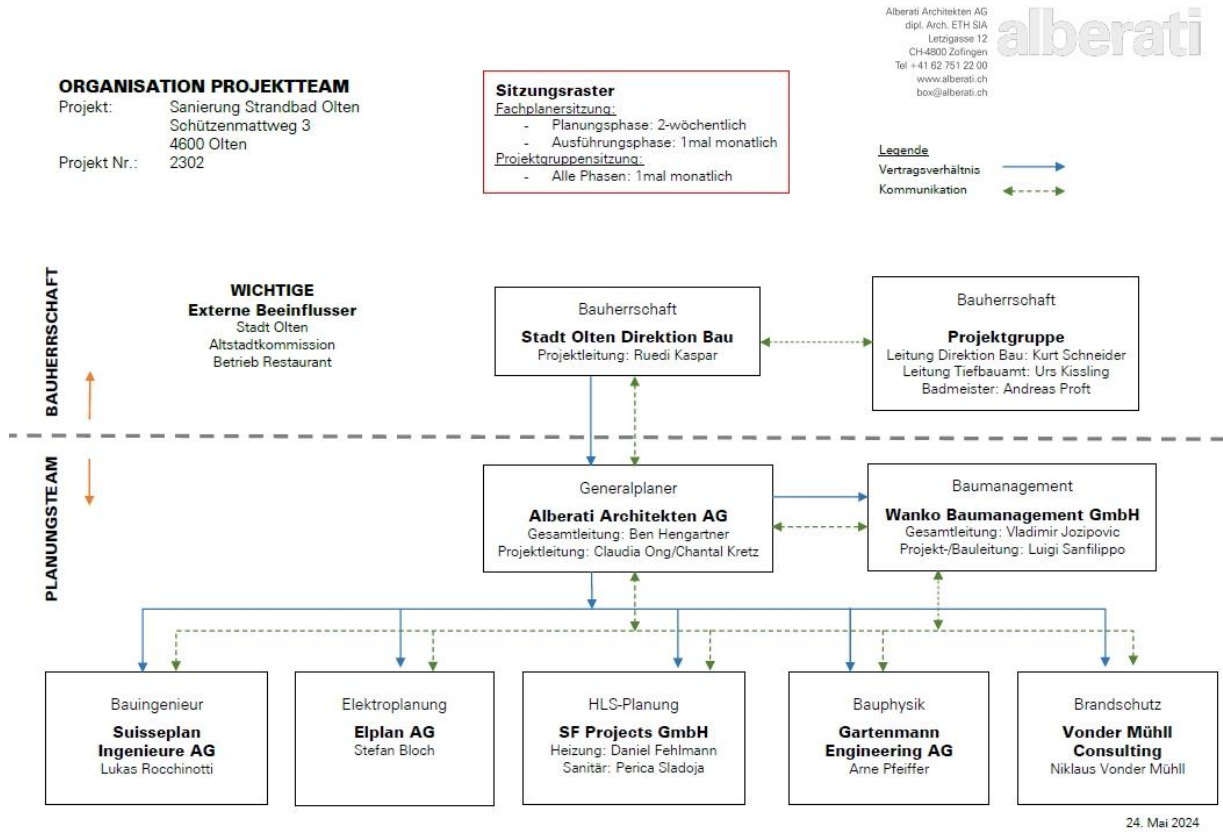 Alberati Architekten AG
dipl. Arch. ETH SIA
Letzigasse 12
CH-4800 Zofingen
Tel +41 62 751 22 00
www.alberati.ch
box@alberati.ch
alberati
ORGANISATION PROJEKTTEAM
Projekt: Sanierung Strandbad Olten
Schützenmattweg 3
4600 Olten
Projekt Nr.: 2302
Sitzungsraster
Fachplanersitzung:
- Planungsphase: 2-wöchentlich
- Ausführungsphase: 1mal monatlich
Projektgruppensitzung:
- Alle Phasen: 1mal monatlich
Legende
Vertragsverhältnis
Kommunikation
BAUHERRSCHAFT
WICHTIGE
Externe Beeinflusser
Stadt Olten
Altstadtkommission
Betrieb Restaurant
Bauherrschaft
Stadt Olten Direktion Bau
Projektleitung: Ruedi Kaspar
Bauherrschaft
Projektgruppe
Leitung Direktion Bau: Kurt Schneider
Leitung Tiefbauamt: Urs Kissling
Badmeister: Andreas Proft
PLANUNGSTEAM
Generalplaner
Alberati Architekten AG
Gesamtleitung: Ben Hengartner
Projektleitung: Claudia Ong/Chantal Kretz
Baumanagement
Wanko Baumanagement GmbH
Gesamtleitung: Vladimir Jozipovic
Projekt-/Bauleitung: Luigi Sanfilippo
Bauingenieur
Suisseplan
Ingenieure AG
Lukas Rocchinotti
Elektroplanung
Elplan AG
Stefan Bloch
HLS-Planung
SF Projects GmbH
Heizung: Daniel Fehlmann
Sanitär: Perica Sladoja
Bauphysik
Gartenmann
Engineering AG
Arne Pfeiffer
Brandschutz
Vonder Mühll
Consulting
Niklaus Vonder Mühll
24. Mai 2024